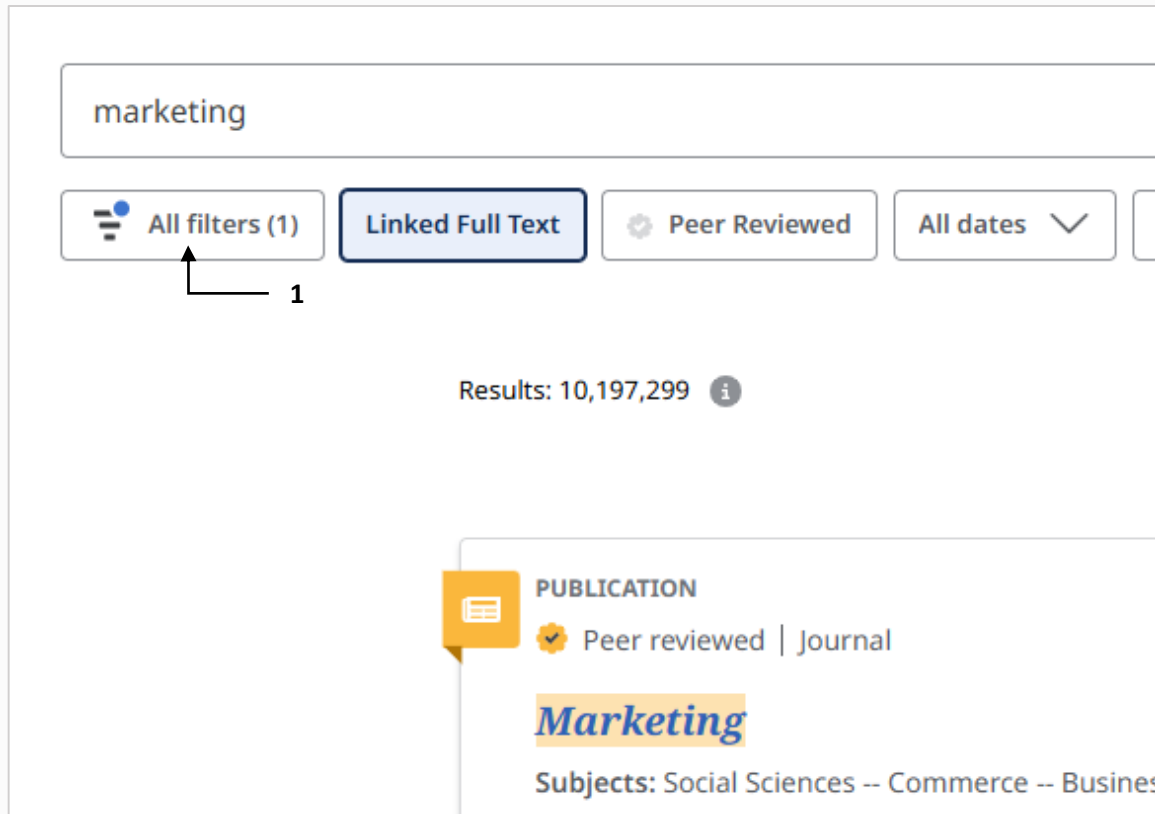 marketing
All filters (1) Linked Full Text Peer Reviewed All dates
1
Results: 10,197,299
PUBLICATION
Peer reviewed | Journal
Marketing
Subjects: Social Sciences -- Commerce -- Busines